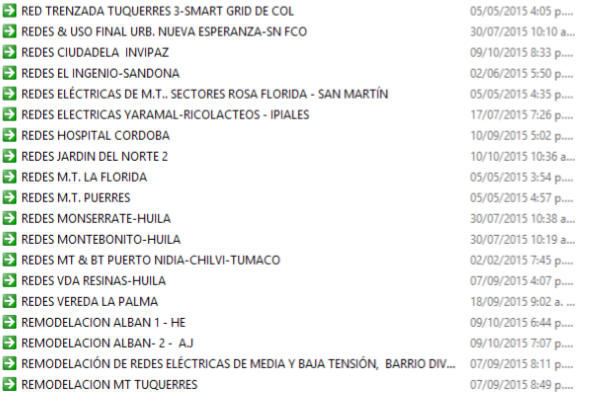 RED TRENZADA TUQUERRES 3-SMART GRID DE COL 05/05/2015 4:05 p....
REDES & USO FINAL URB. NUEVA ESPERANZA-SN FCO 30/07/2015 10:10 a...
REDES CIUDADELA  INVIPAZ 09/10/2015 8:33 p....
REDES EL INGENIO-SANDONA 02/06/2015 5:50 p....
REDES ELÉCTRICAS DE M.T.. SECTORES ROSA FLORIDA - SAN MARTÍN 05/05/2015 4:35 p....
REDES ELECTRICAS YARAMAL-RICOLACTEOS - IPIALES 17/07/2015 7:26 p....
REDES HOSPITAL CORDOBA 10/09/2015 5:02 p....
REDES JARDIN DEL NORTE 2 10/10/2015 10:36 a...
REDES M.T. LA FLORIDA 05/05/2015 3:54 p....
REDES M.T. PUERRES 05/05/2015 4:57 p....
REDES MONSERRATE-HUILA 30/07/2015 10:38 a...
REDES MONTEBONITO-HUILA 30/07/2015 10:19 a...
REDES MT & BT PUERTO NIDIA-CHILVI-TUMACO 02/02/2015 7:45 p....
REDES VDA RESINAS-HUILA 07/09/2015 4:07 p....
REDES VEREDA LA PALMA 18/09/2015 9:02 a. ...
REMODELACION ALBAN 1 - HE 09/10/2015 6:44 p....
REMODELACION ALBAN- 2 -  A.J 09/10/2015 7:07 p....
REMODELACIÓN DE REDES ELÉCTRICAS DE MEDIA Y BAJA TENSIÓN,  BARRIO DIV... 07/09/2015 8:11 p....
REMODELACION MT TUQUERRES 07/09/2015 8:49 p....